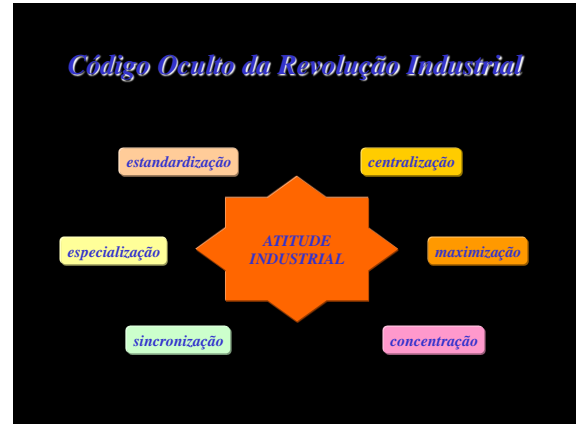 Código Oculto da Revolução Industrial
estandardização
centralização
especialização
ATITUDE
INDUSTRIAL
maximização
sincronização
concentração